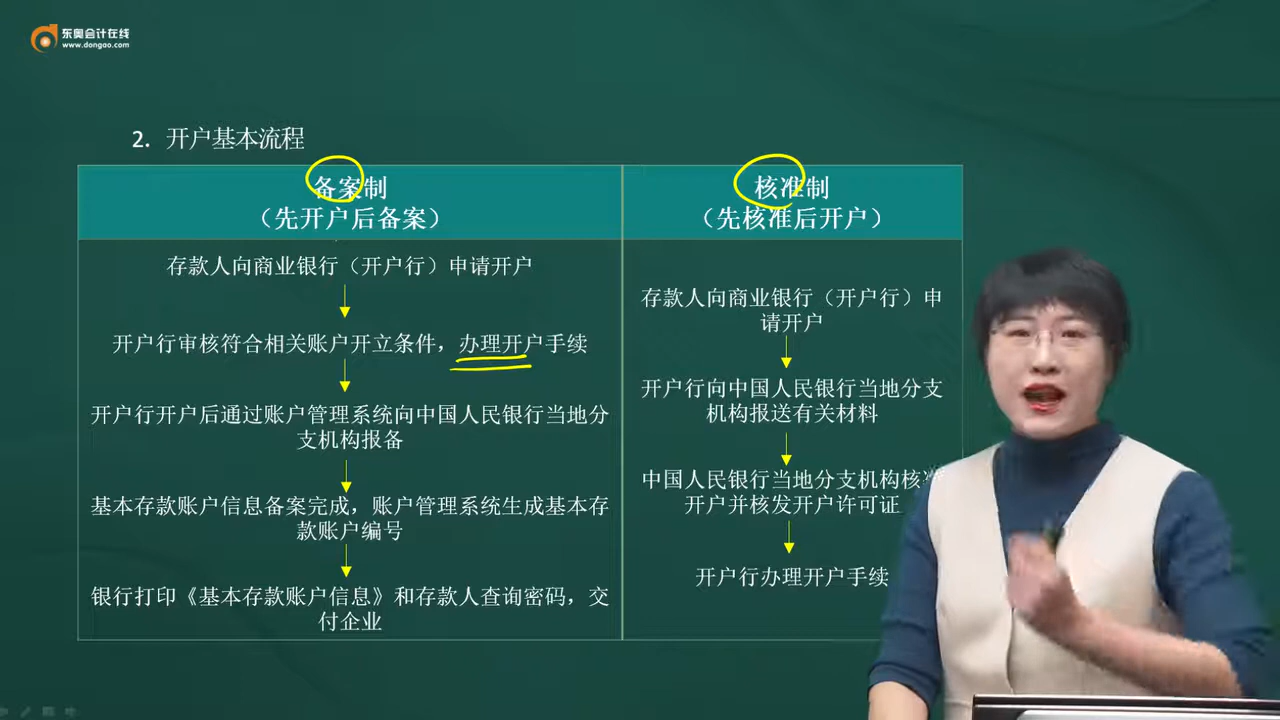 东奥会计在线
www.dongao.com
2. 开户基本流程
备案制
（先开户后备案）
存款人向商业银行（开户行）申请开户
开户行审核符合相关账户开立条件，办理开户手续
开户行开户后通过账户管理系统向中国人民银行当地分
支机构报备
基本存款账户信息备案完成，账户管理系统生成基本存
款账户编号
银行打印《基本存款账户信息》和存款人查询密码，交
付企业
核准制
（先核准后开户）
存款人向商业银行（开户行）申
请开户
开户行向中国人民银行当地分支
机构报送有关材料
中国人民银行当地分支机构核准
开户并核发开户许可证
开户行办理开户手续